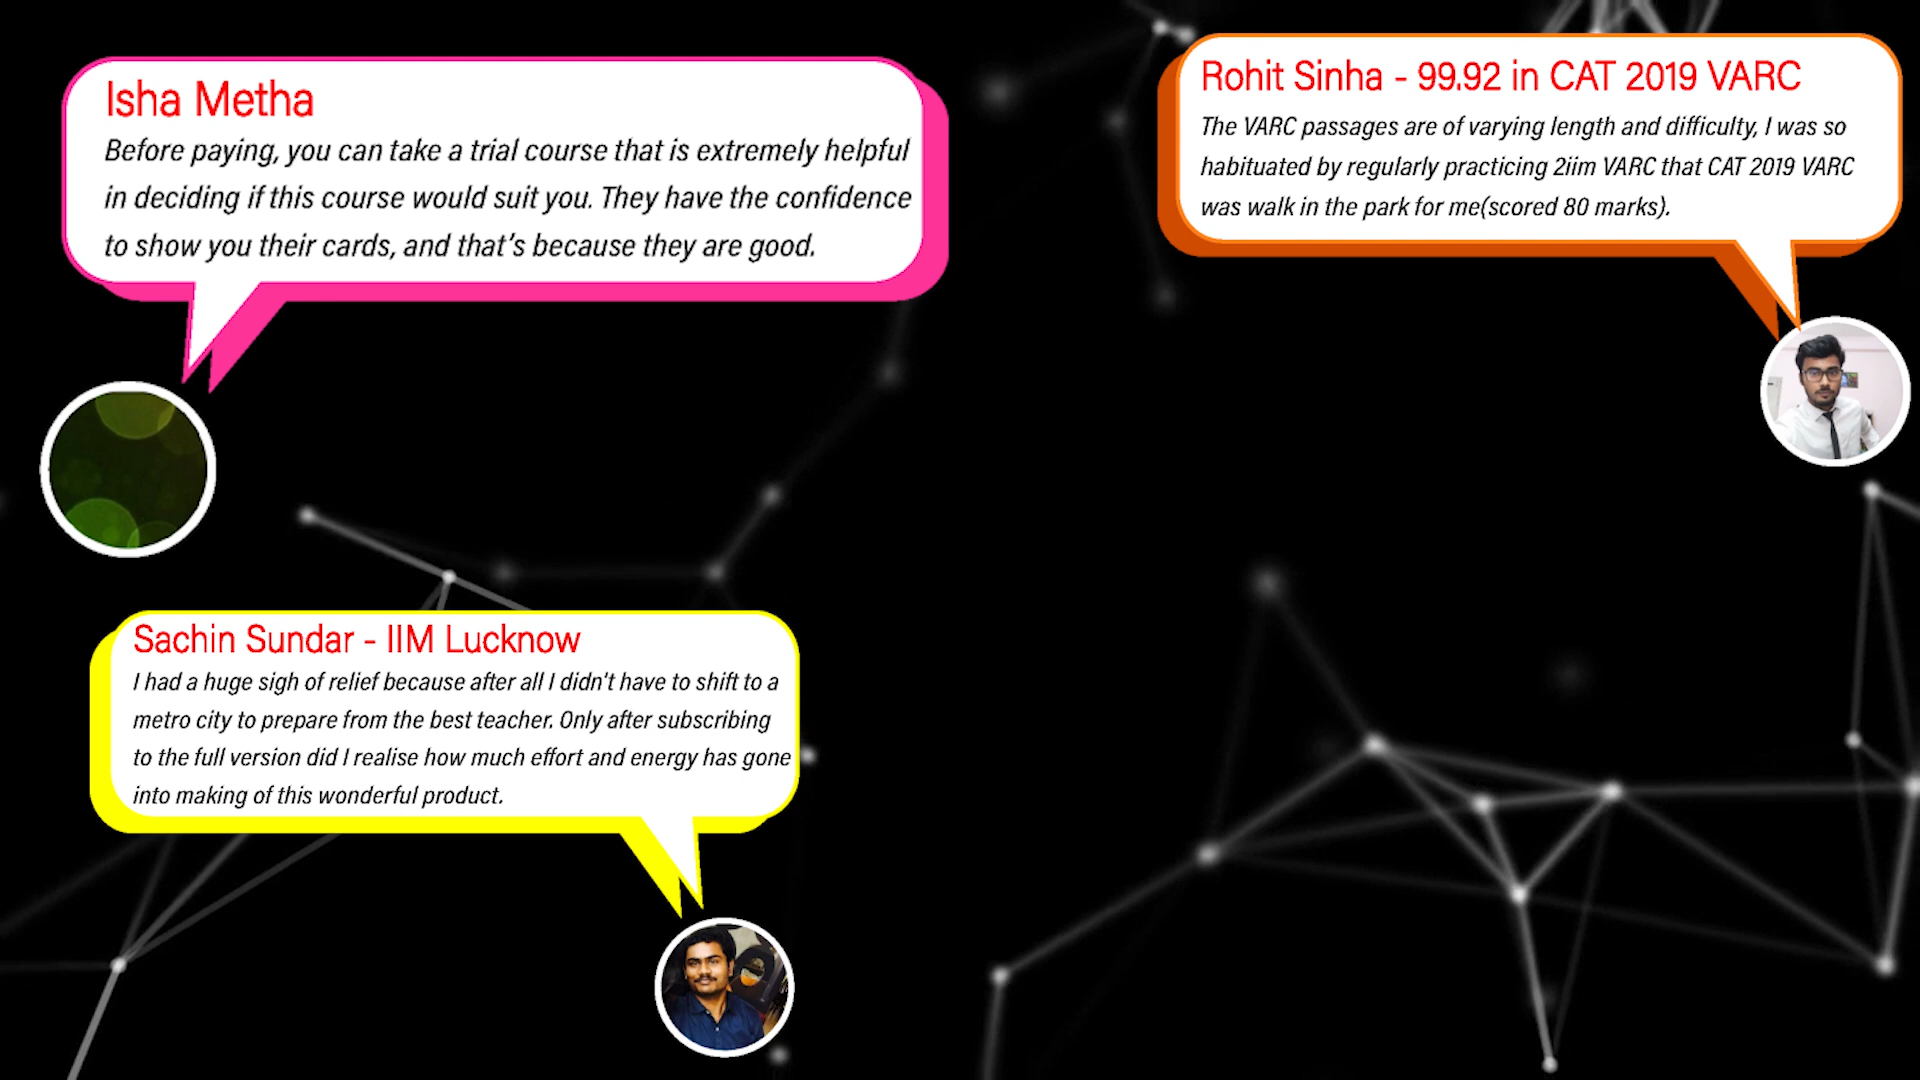 Isha Metha
Before paying, you can take a trial course that is extremely helpful
in deciding if this course would suit you. They have the confidence
to show you their cards, and that's because they are good.
Rohit Sinha - 99.92 in CAT 2019 VARC
The VARC passages are of varying length and difficulty, I was so
habituated by regularly practicing 2iim VARC that CAT 2019 VARC
was walk in the park for me(scored 80 marks).
Sachin Sundar - IIM Lucknow
I had a huge sigh of relief because after all I didn't have to shift to a
metro city to prepare from the best teacher. Only after subscribing
to the full version did I realise how much effort and energy has gone
into making of this wonderful product.